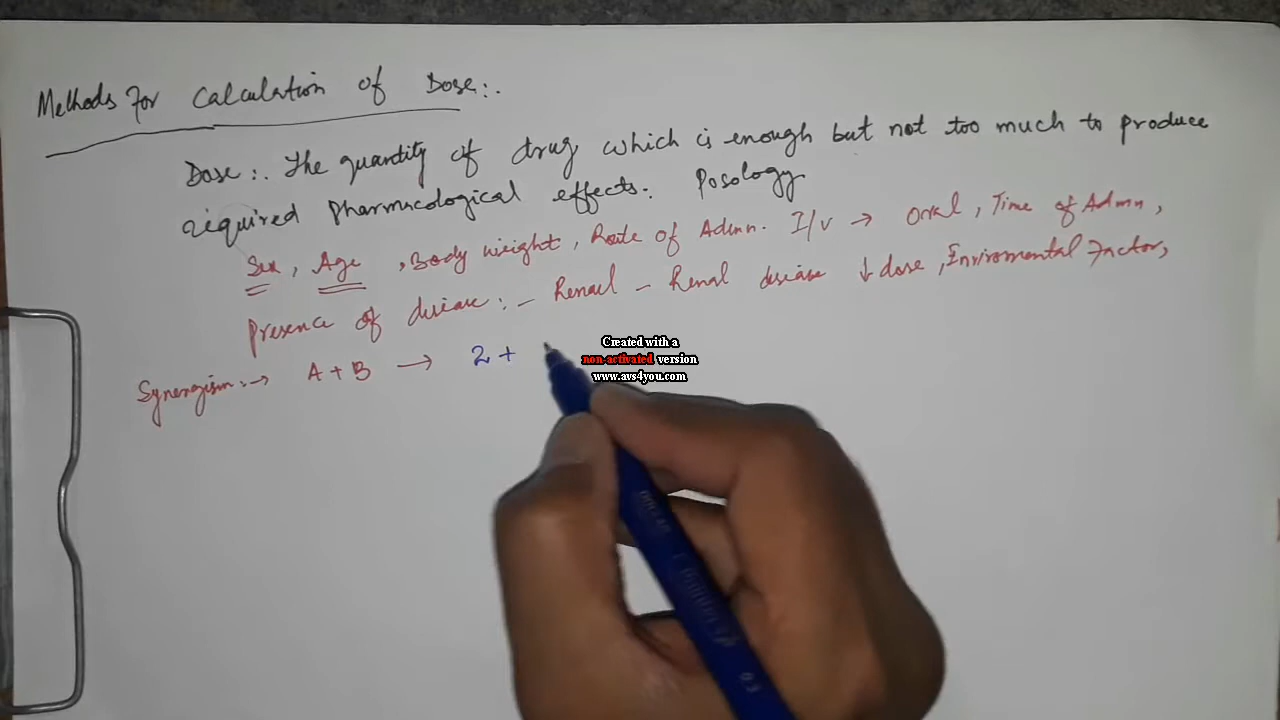 Methods For Calculation of Dose:.
Dose:. The quantity of drug which is enough but not too much to produce
required Pharmacological effects. Posology
Sex, Age, Body weight, Route of Admn. I/V → Oral, Time of Admn,
Presence of disease:- Renal - Renal disease ↓ dose, Enviromental Factor,
Synergism:→ A + B → 2 +
Created with a
non-activated version
www.avs4you.com